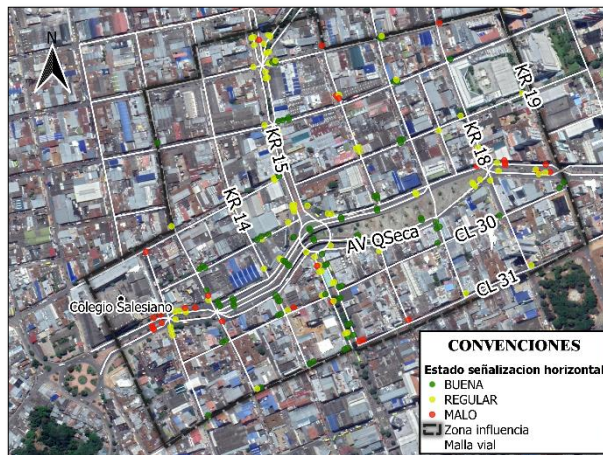 N
KR-19
KR-15
KR-18
KR-14
AV QSeca
CL-30
CL-31
Colegio Salesiano
CONVENCIONES
Estado señalizacion horizontal
BUENA
REGULAR
MALO
Zona influencia
Malla vial